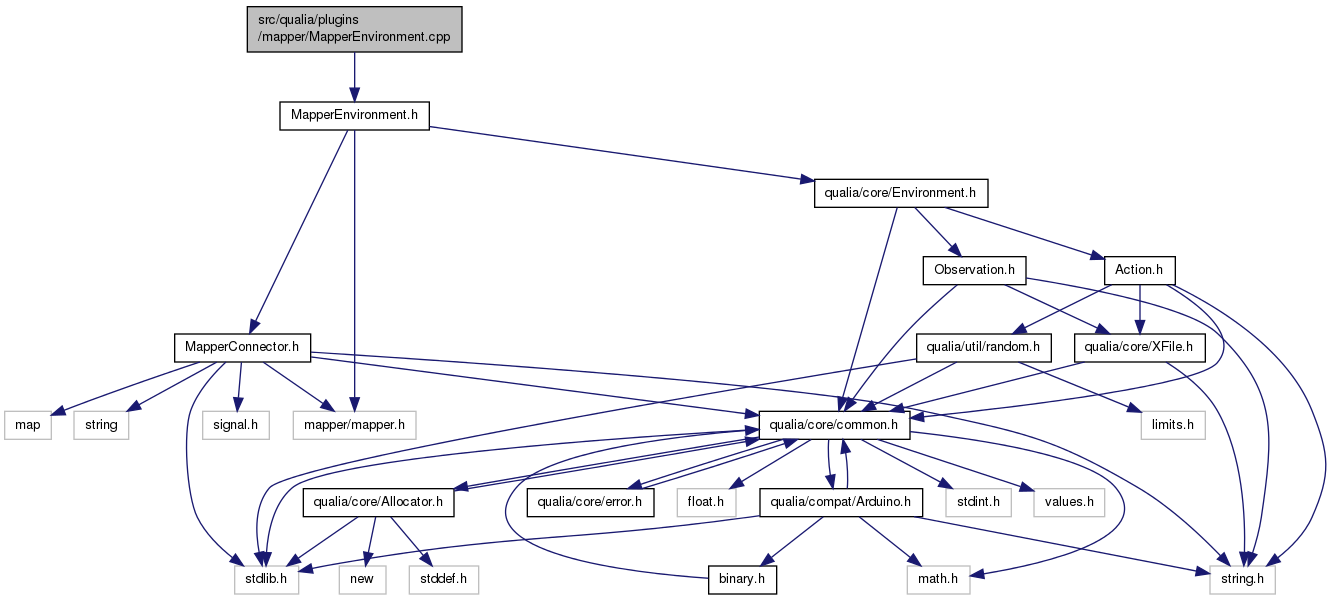 src/qualia/plugins
/mapper/MapperEnvironment.cpp
MapperEnvironment.h
qualia/core/Environment.h
Observation.h
Action.h
MapperConnector.h
qualia/util/random.h
qualia/core/XFile.h
map
string
signal.h
mapper/mapper.h
qualia/core/common.h
limits.h
qualia/core/Allocator.h
qualia/core/error.h
float.h
qualia/compat/Arduino.h
stdint.h
values.h
stdlib.h
new
stddef.h
binary.h
math.h
string.h